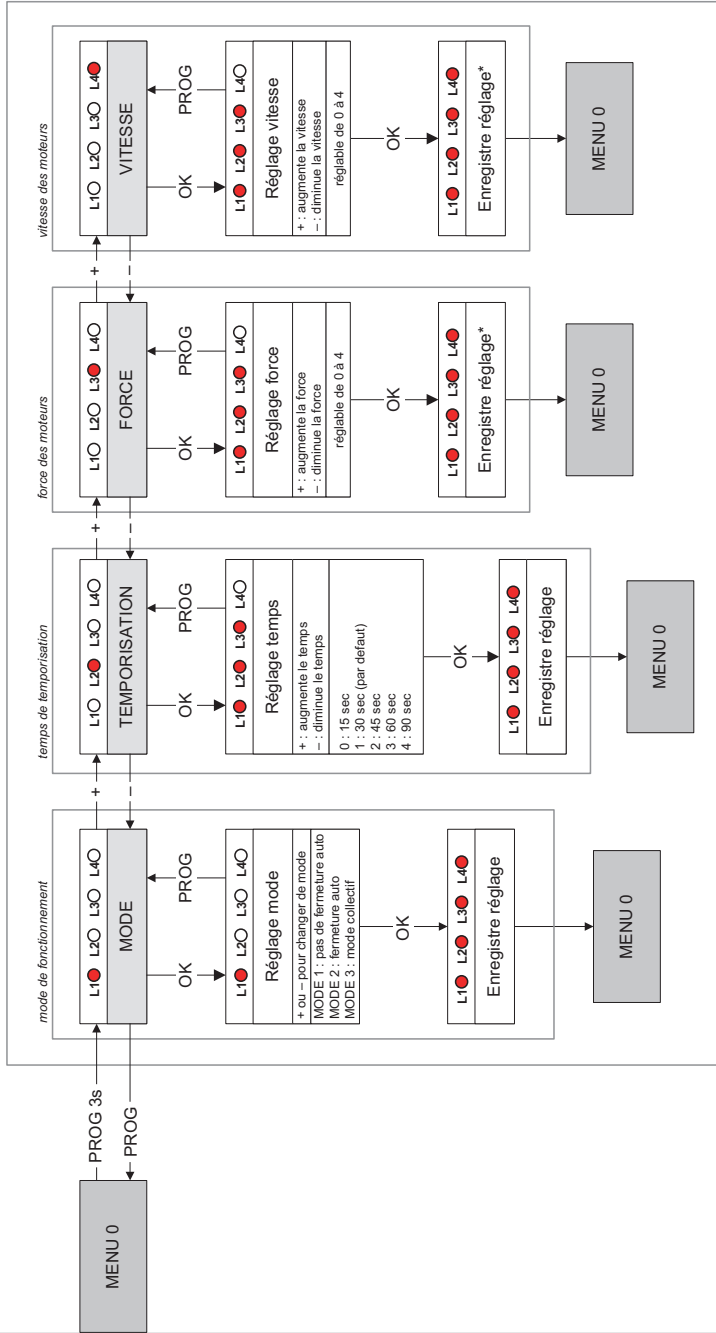 MENU 0
PROG 3s
PROG
mode de fonctionnement
L1 L2 L3 L4
MODE
OK
PROG
L1 L2 L3 L4
Réglage mode
+ ou – pour changer de mode
MODE 1 : pas de fermeture auto
MODE 2 : fermeture auto
MODE 3 : mode collectif
OK
L1 L2 L3 L4
Enregistre réglage
MENU 0
+
–
temps de temporisation
L1 L2 L3 L4
TEMPORISATION
OK
PROG
L1 L2 L3 L4
Réglage temps
+ : augmente le temps
– : diminue le temps
0 : 15 sec
1 : 30 sec (par defaut)
2 : 45 sec
3 : 60 sec
4 : 90 sec
OK
L1 L2 L3 L4
Enregistre réglage
MENU 0
+
–
force des moteurs
L1 L2 L3 L4
FORCE
OK
PROG
L1 L2 L3 L4
Réglage force
+ : augmente la force
– : diminue la force
réglable de 0 à 4
OK
L1 L2 L3 L4
Enregistre réglage*
MENU 0
+
–
vitesse des moteurs
L1 L2 L3 L4
VITESSE
OK
PROG
L1 L2 L3 L4
Réglage vitesse
+ : augmente la vitesse
– : diminue la vitesse
réglable de 0 à 4
OK
L1 L2 L3 L4
Enregistre réglage*
MENU 0